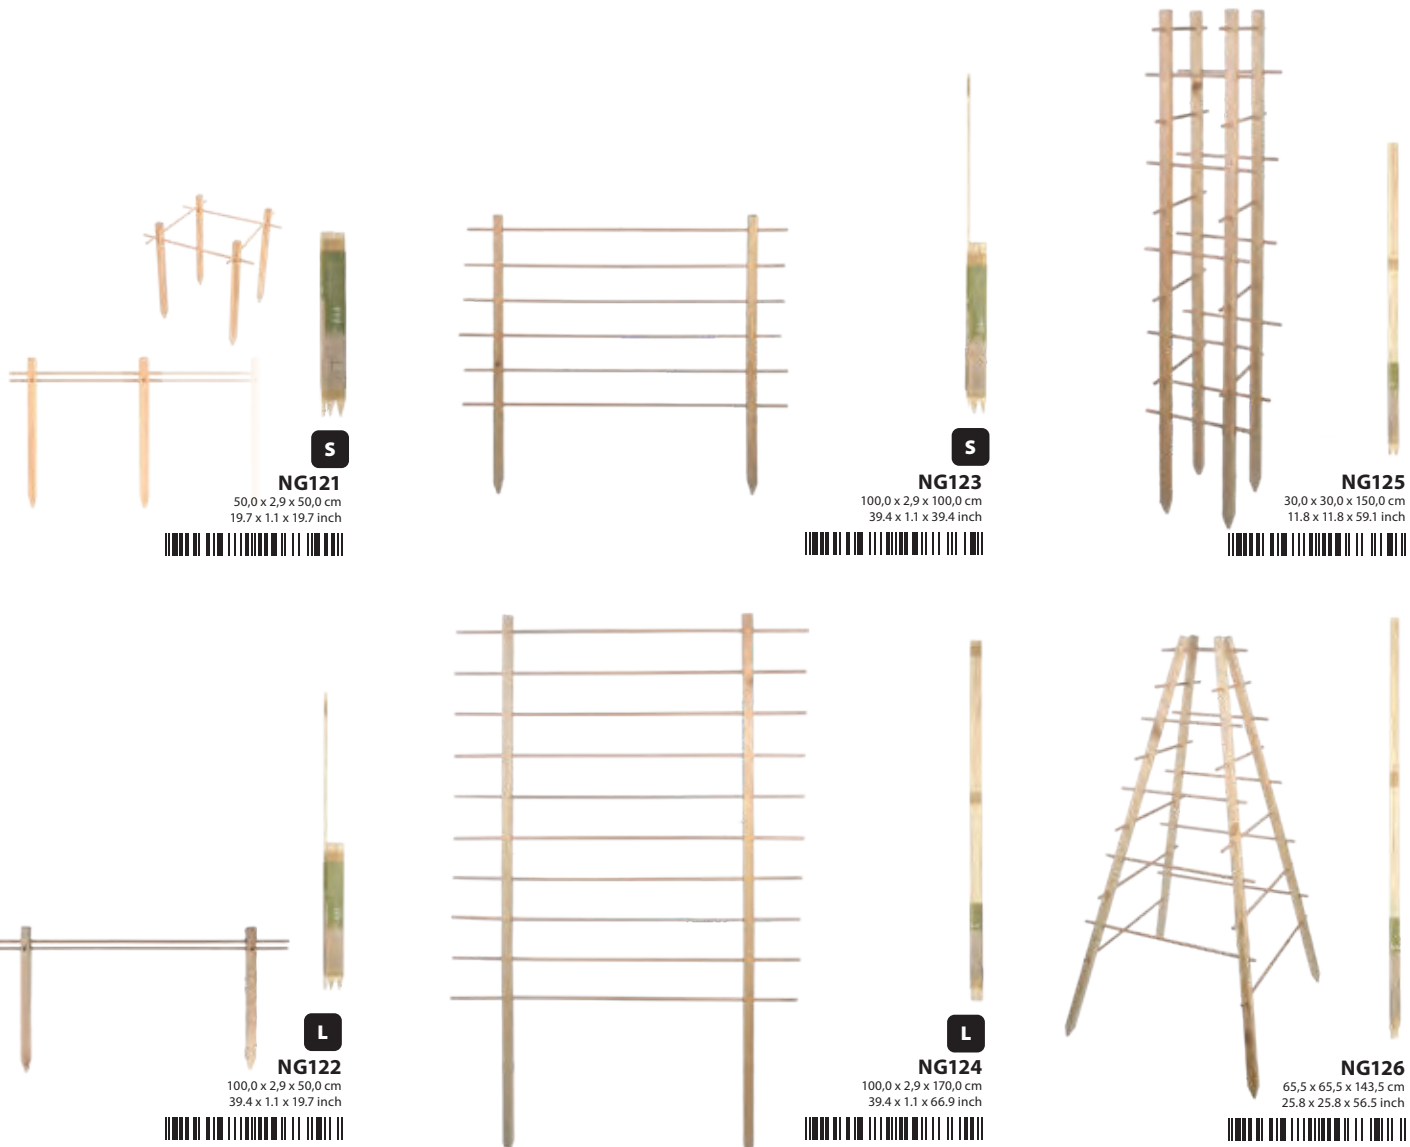 S
NG121
50,0 x 2,9 x 50,0 cm
19.7 x 1.1 x 19.7 inch
S
NG123
100,0 x 2,9 x 100,0 cm
39.4 x 1.1 x 39.4 inch
NG125
30,0 x 30,0 x 150,0 cm
11.8 x 11.8 x 59.1 inch
L
NG122
100,0 x 2,9 x 50,0 cm
39.4 x 1.1 x 19.7 inch
L
NG124
100,0 x 2,9 x 170,0 cm
39.4 x 1.1 x 66.9 inch
NG126
65,5 x 65,5 x 143,5 cm
25.8 x 25.8 x 56.5 inch